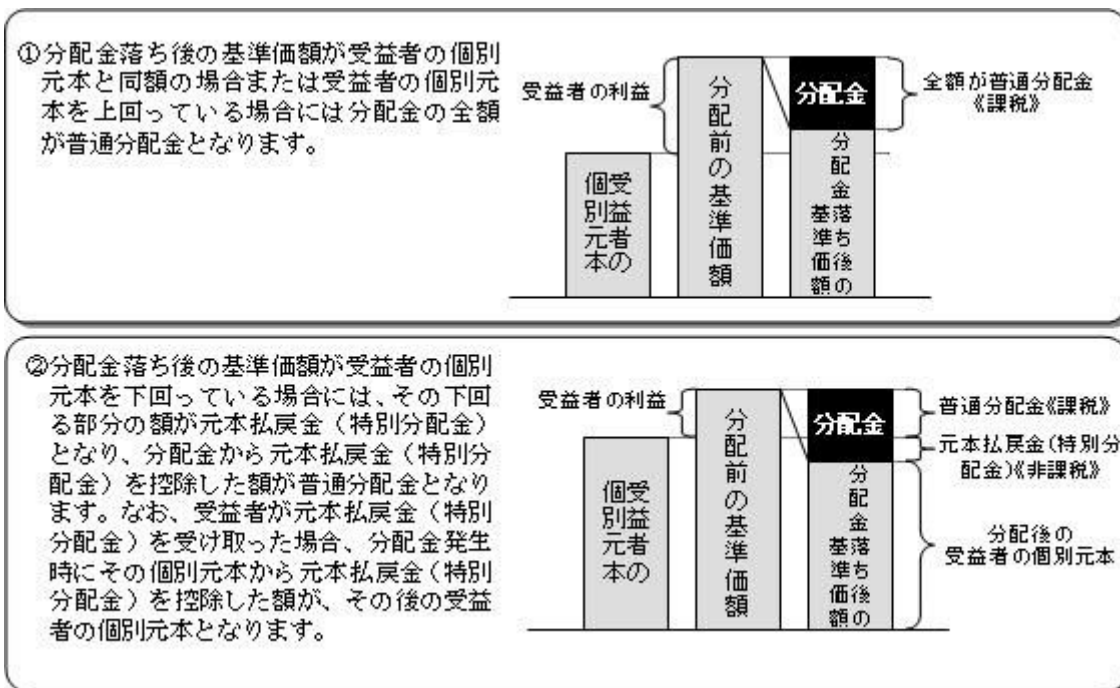 ①分配金落ち後の基準価額が受益者の個別
元本と同額の場合または受益者の個別元
本を上回っている場合には分配金の全額
が普通分配金となります。
受益者の利益
受益者の
個別元本
分配前の基準価額
分配金
分配金落ち後の
基準価額
全額が普通分配金
《課税》
②分配金落ち後の基準価額が受益者の個別
元本を下回っている場合には、その下回
る部分の額が元本払戻金（特別分配金）
となり、分配金から元本払戻金（特別分
配金）を控除した額が普通分配金となり
ます。なお、受益者が元本払戻金（特別
分配金）を受け取った場合、分配金発生
時にその個別元本から元本払戻金（特別
分配金）を控除した額が、その後の受益
者の個別元本となります。
受益者の利益
受益者の
個別元本
分配前の基準価額
分配金
分配金落ち後の
基準価額
普通分配金《課税》
元本払戻金(特別分
配金)《非課税》
分配後の
受益者の個別元本